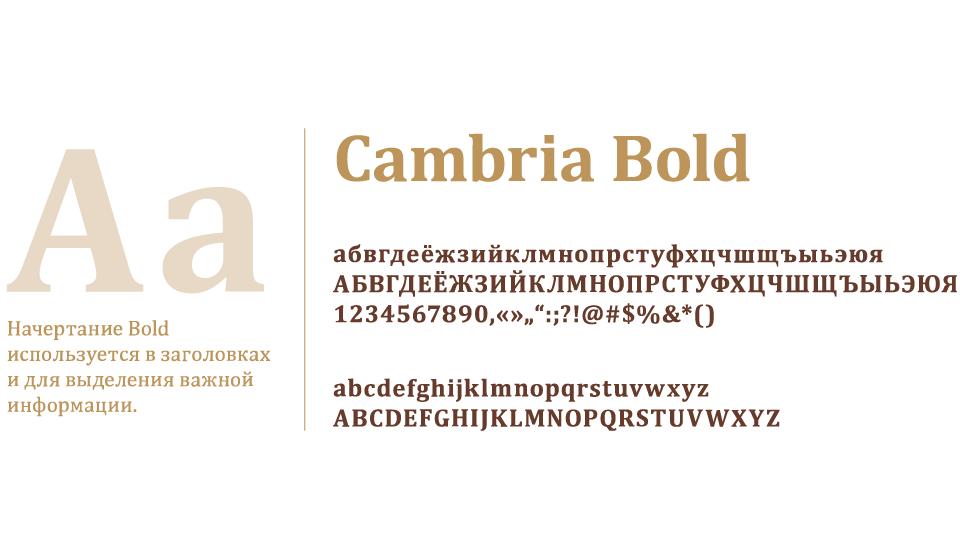 Aa
Начертание Bold
используется в заголовках
и для выделения важной
информации.
Cambria Bold
абвгдеёжзийклмнопрстуфхцчшщъыьэюя
АБВГДЕЁЖЗИЙКЛМНОПРСТУФХЦЧШЩЪЫЬЭЮЯ
1234567890,«»„“:;?!@#$%&*()
abcdefghijklmnopqrstuvwxyz
ABCDEFGHIJKLMNOPQRSTUVWXYZ